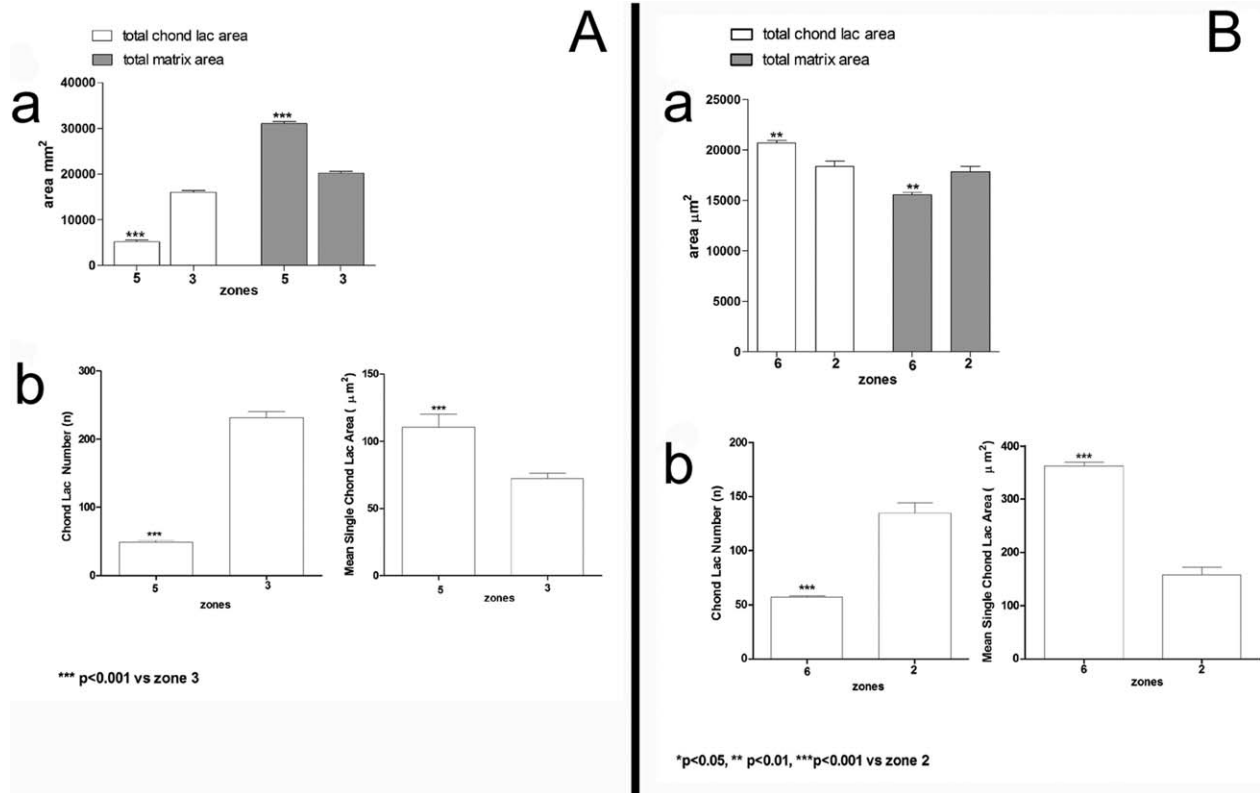 A
total chond lac area
total matrix area
a
area mm²
40000
30000
20000
10000
0
***
***
5
3
5
3
zones
b
Chond Lac Number (n)
300
200
100
0
***
5
3
zones
Mean Single Chond Lac Area ( μm²)
150
100
50
0
***
5
3
zones
*** p<0.001 vs zone 3
B
total chond lac area
total matrix area
a
area μm²
25000
20000
15000
10000
5000
0
**
**
6
2
6
2
zones
b
Chond Lac Number (n)
200
150
100
50
0
***
6
2
zones
Mean Single Chond Lac Area ( μm²)
400
300
200
100
0
***
6
2
zones
*p<0.05, ** p<0.01, ***p<0.001 vs zone 2